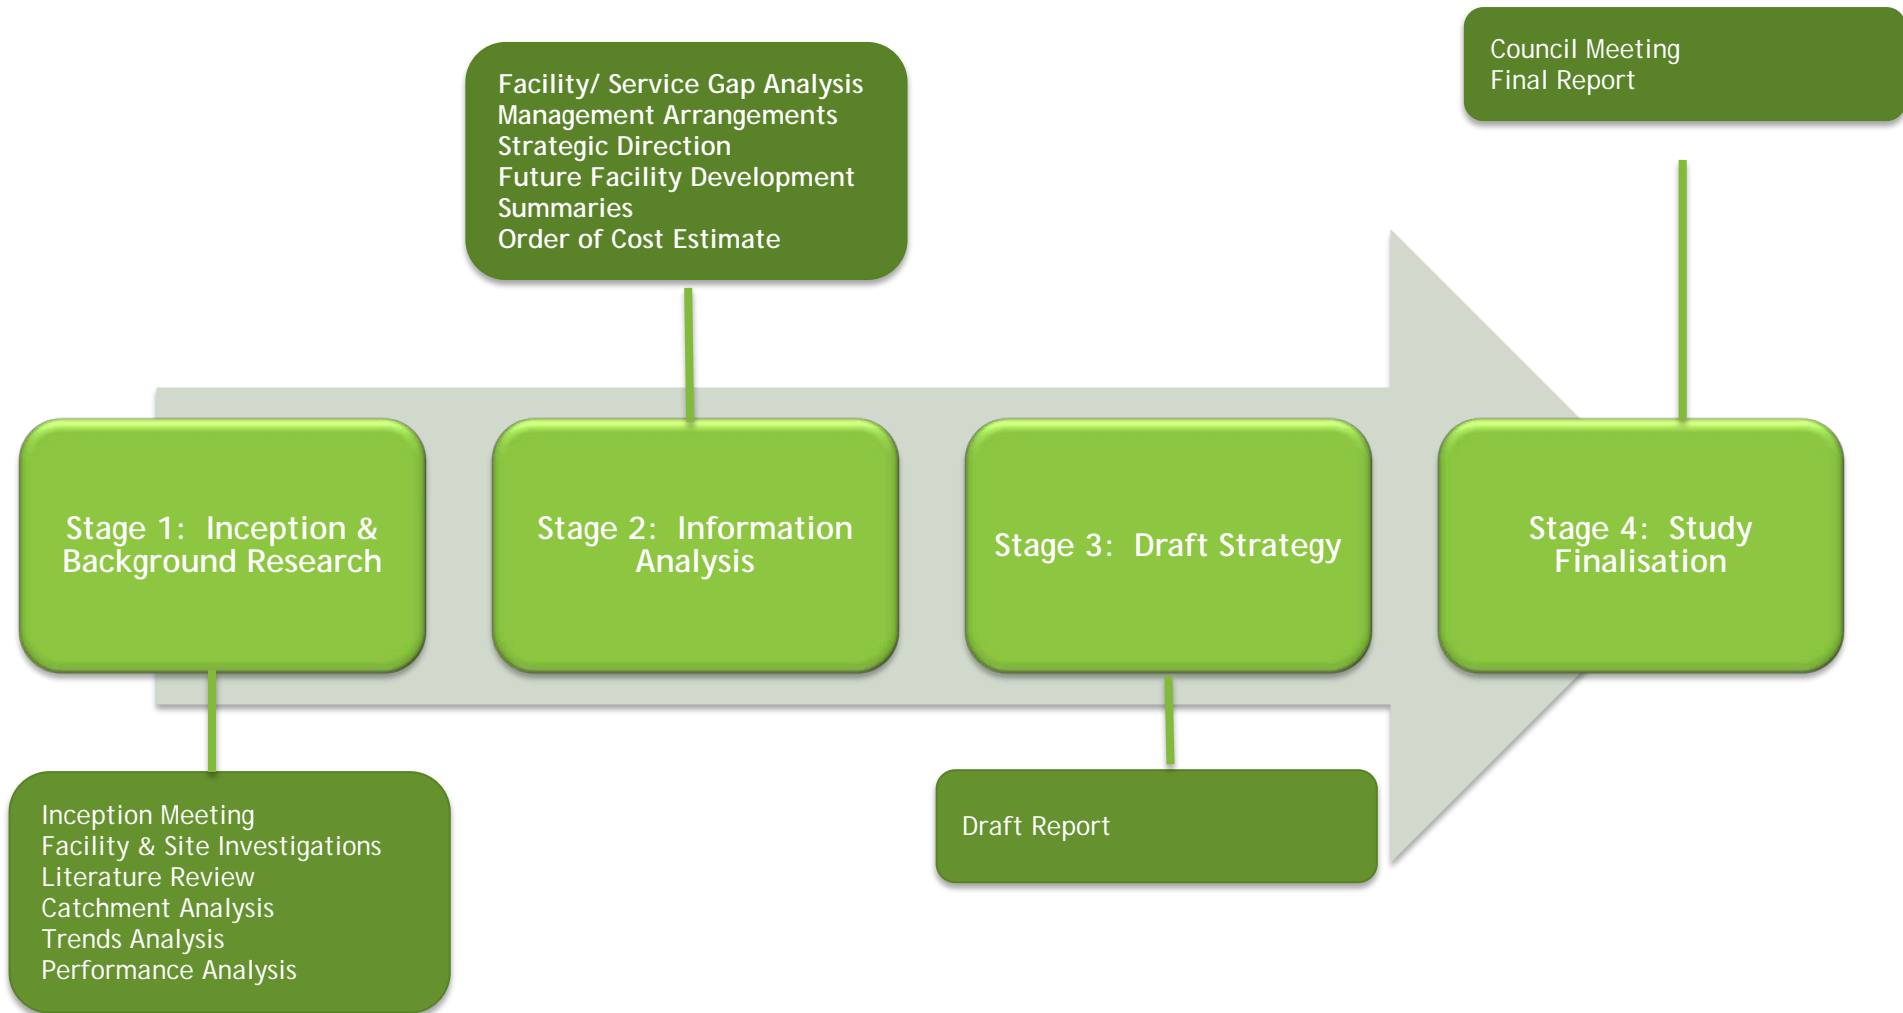 Council Meeting
Final Report
Facility/ Service Gap Analysis
Management Arrangements
Strategic Direction
Future Facility Development
Summaries
Order of Cost Estimate
Stage 1: Inception &
Background Research
Stage 2: Information
Analysis
Stage 3: Draft Strategy
Stage 4: Study
Finalisation
Inception Meeting
Facility & Site Investigations
Literature Review
Catchment Analysis
Trends Analysis
Performance Analysis
Draft Report